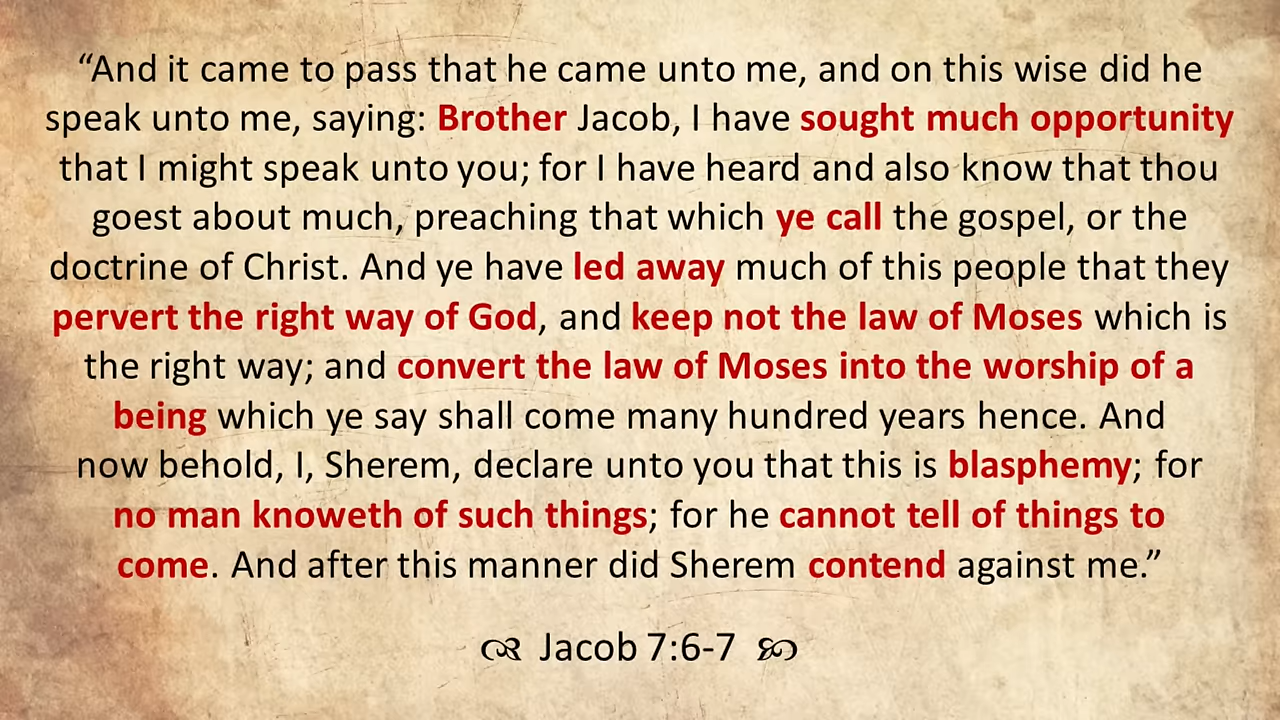 “And it came to pass that he came unto me, and on this wise did he
speak unto me, saying: Brother Jacob, I have sought much opportunity
that I might speak unto you; for I have heard and also know that thou
goest about much, preaching that which ye call the gospel, or the
doctrine of Christ. And ye have led away much of this people that they
pervert the right way of God, and keep not the law of Moses which is
the right way; and convert the law of Moses into the worship of a
being which ye say shall come many hundred years hence. And
now behold, I, Sherem, declare unto you that this is blasphemy; for
no man knoweth of such things; for he cannot tell of things to
come. And after this manner did Sherem contend against me.”
Jacob 7:6-7